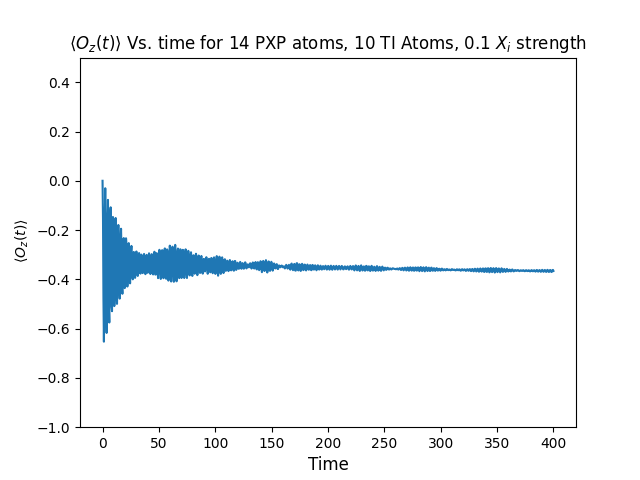 ⟨O_z(t)⟩ Vs. time for 14 PXP atoms, 10 TI Atoms, 0.1 X_i strength
0.4
0.2
0.0
−0.2
−0.4
−0.6
−0.8
−1.0
⟨O_z(t)⟩
0 50 100 150 200 250 300 350 400
Time